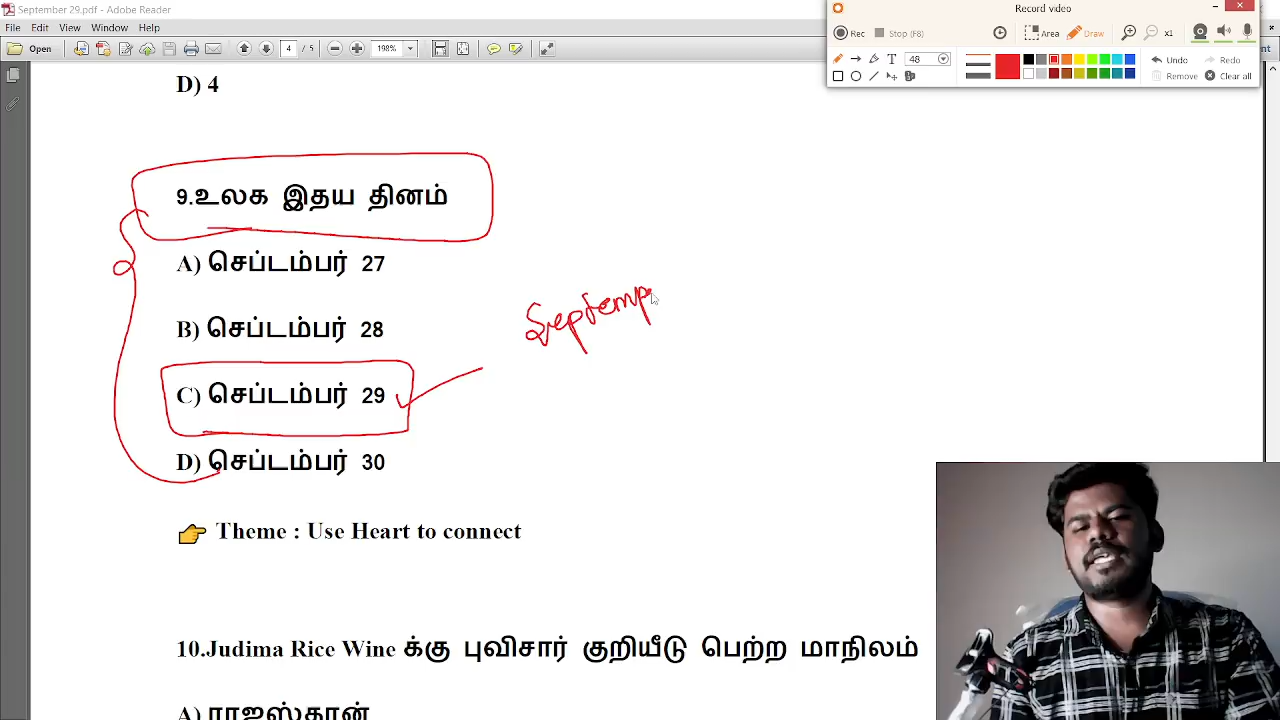 September 29.pdf - Adobe Reader
Record video
File Edit View Window Help
Rec Stop (F8) Area Draw x1
Open 4 / 5 198%
T 48 Undo Redo
Remove Clear all
D) 4
9.உலக இதய தினம்
A) செப்டம்பர் 27
B) செப்டம்பர் 28
Septemp
C) செப்டம்பர் 29
D) செப்டம்பர் 30
Theme : Use Heart to connect
10.Judima Rice Wine க்கு புவிசார் குறியீடு பெற்ற மாநிலம்
A) ராஜஸ்தான்